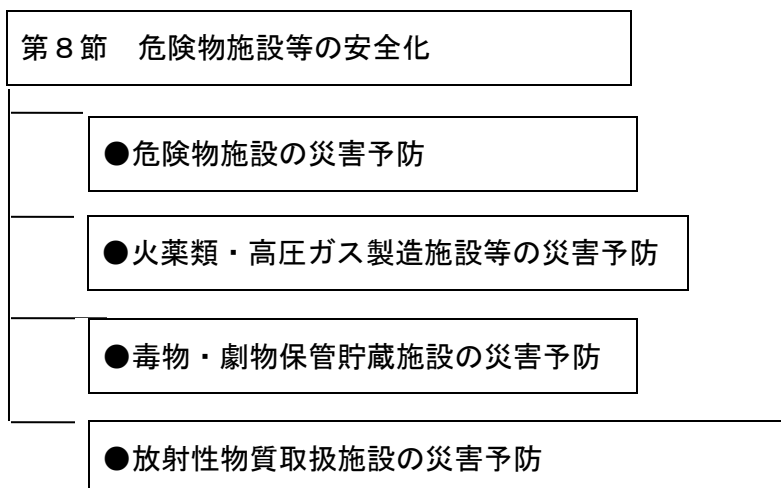 第８節　危険物施設等の安全化
●危険物施設の災害予防
●火薬類・高圧ガス製造施設等の災害予防
●毒物・劇物保管貯蔵施設の災害予防
●放射性物質取扱施設の災害予防